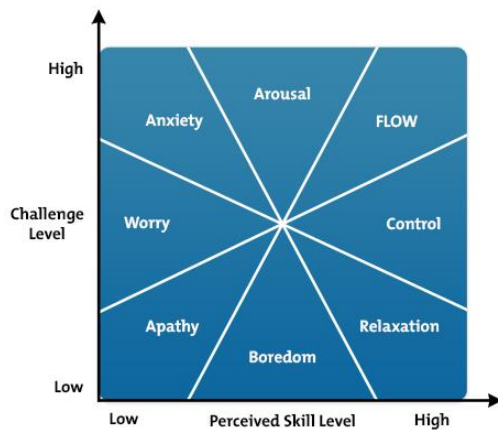 High
Arousal
Anxiety
FLOW
Challenge
Level
Worry
Control
Apathy
Relaxation
Boredom
Low
Low
Perceived Skill Level
High